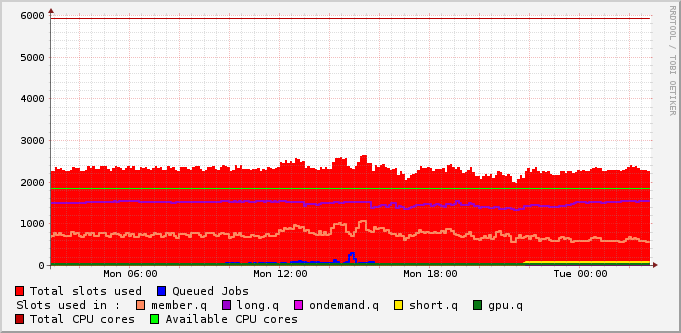 6000
5000
4000
3000
2000
1000
0
Mon 06:00 Mon 12:00 Mon 18:00 Tue 00:00
Total slots used Queued Jobs
Slots used in : member.q long.q ondemand.q short.q gpu.q
Total CPU cores Available CPU cores
RRDTOOL / TOBI OETIKER